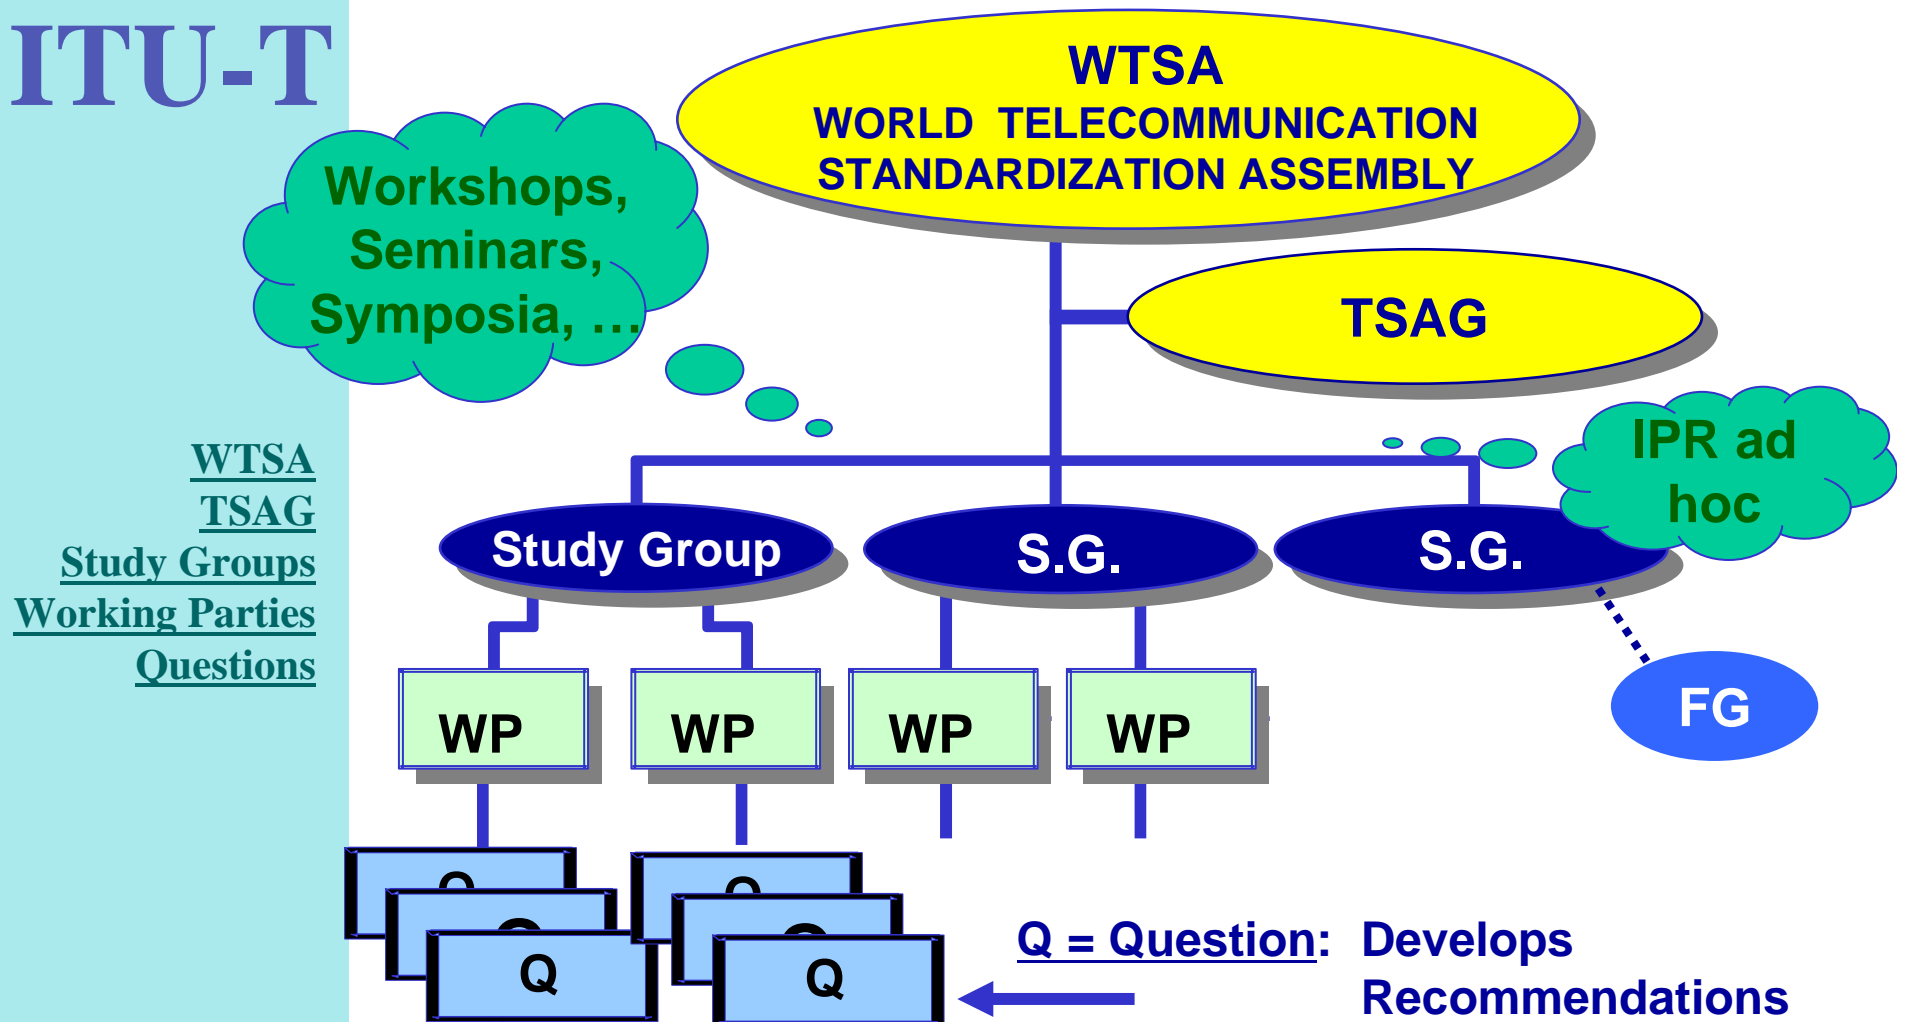 ITU-T
WTSA
WORLD TELECOMMUNICATION
STANDARDIZATION ASSEMBLY
Workshops,
Seminars,
Symposia, ...
TSAG
IPR ad
hoc
WTSA
TSAG
Study Groups
Working Parties
Questions
Study Group
S.G.
S.G.
WP
WP
WP
WP
FG
Q
Q
Q
Q
Q
Q
Q = Question: Develops
Recommendations